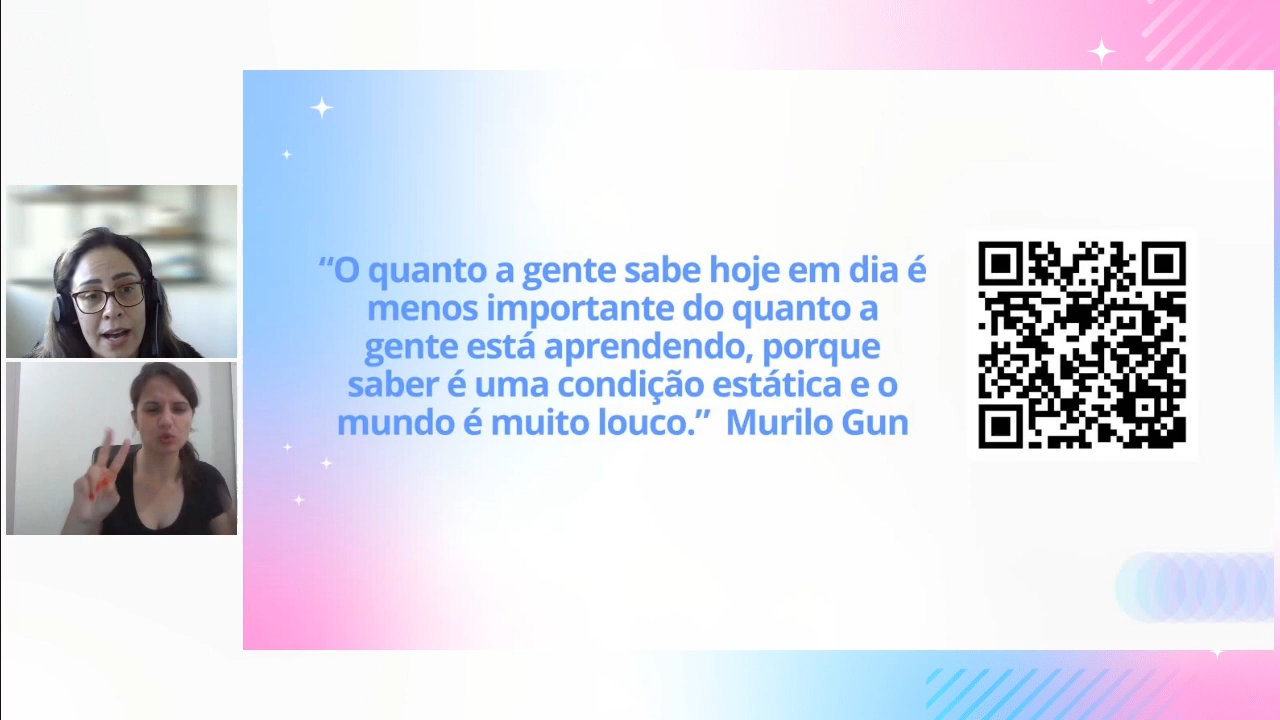 “O quanto a gente sabe hoje em dia é
menos importante do quanto a
gente está aprendendo, porque
saber é uma condição estática e o
mundo é muito louco.” Murilo Gun